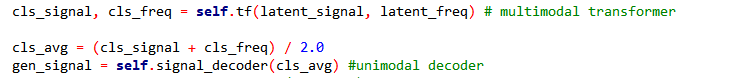 cls_signal, cls_freq = self.tf(latent_signal, latent_freq) # multimodal transformer
cls_avg = (cls_signal + cls_freq) / 2.0
gen_signal = self.signal_decoder(cls_avg) #unimodal decoder